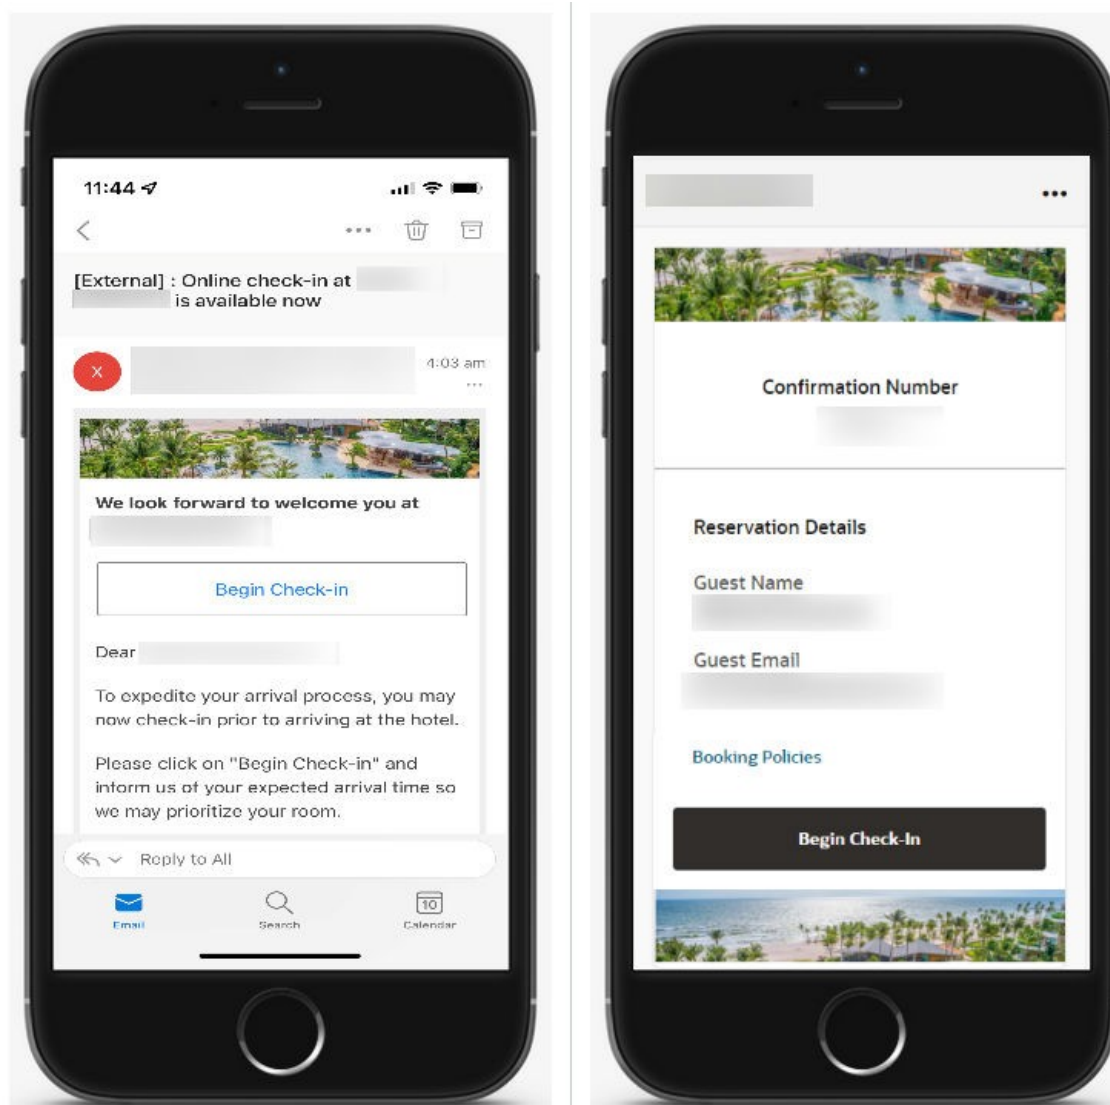 11:44
[External] : Online check-in at
is available now
X
4:03 am
We look forward to welcome you at
Begin Check-in
Dear
To expedite your arrival process, you may
now check-in prior to arriving at the hotel.
Please click on "Begin Check-in" and
inform us of your expected arrival time so
we may prioritize your room.
Reply to All
10
Email
Search
Calendar
Confirmation Number
Reservation Details
Guest Name
Guest Email
Booking Policies
Begin Check-In